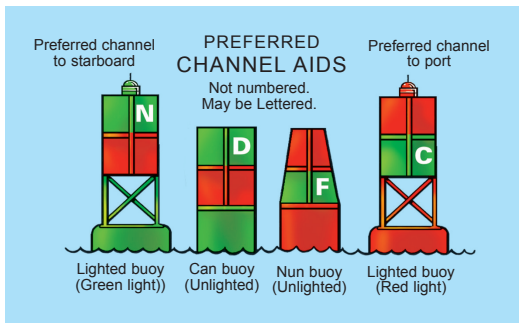 Preferred channel
to starboard
PREFERRED
CHANNEL AIDS
Not numbered.
May be Lettered.
Preferred channel
to port
N
D
F
C
Lighted buoy
(Green light))
Can buoy
(Unlighted)
Nun buoy
(Unlighted)
Lighted buoy
(Red light)